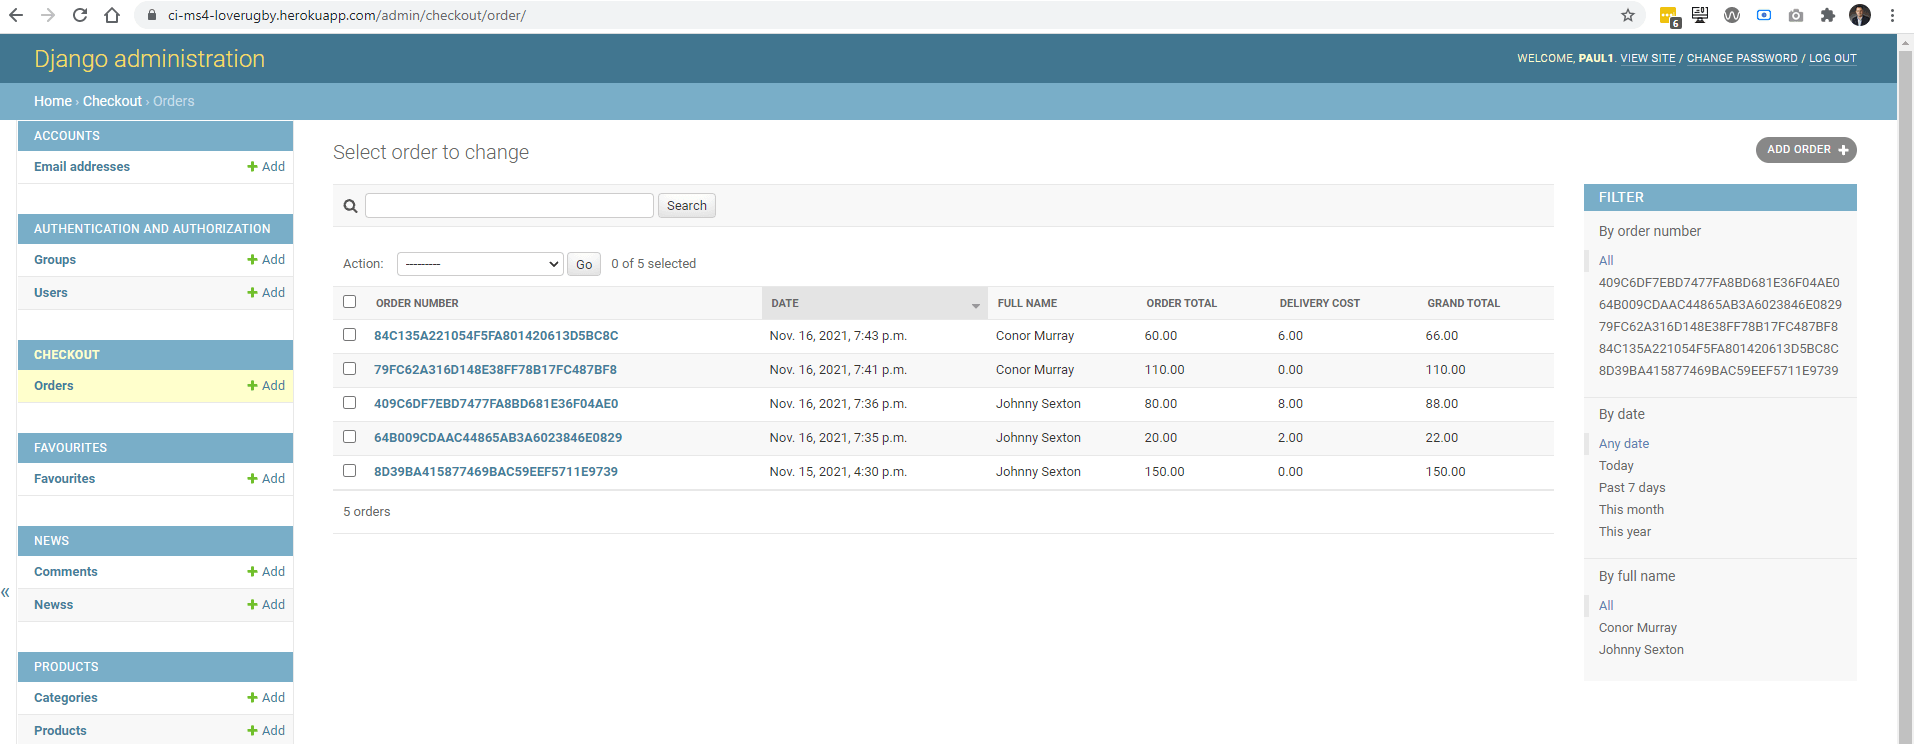 ci-ms4-loverugby.herokuapp.com/admin/checkout/order/
6
Django administration
WELCOME, PAUL1. VIEW SITE / CHANGE PASSWORD / LOG OUT
Home › Checkout › Orders
ACCOUNTS
Email addresses + Add
AUTHENTICATION AND AUTHORIZATION
Groups + Add
Users + Add
CHECKOUT
Orders + Add
FAVOURITES
Favourites + Add
NEWS
Comments + Add
Newss + Add
PRODUCTS
Categories + Add
Products + Add
«
Select order to change
ADD ORDER +
Search
Action: --------- Go 0 of 5 selected
ORDER NUMBER DATE FULL NAME ORDER TOTAL DELIVERY COST GRAND TOTAL
84C135A221054F5FA801420613D5BC8C Nov. 16, 2021, 7:43 p.m. Conor Murray 60.00 6.00 66.00
79FC62A316D148E38FF78B17FC487BF8 Nov. 16, 2021, 7:41 p.m. Conor Murray 110.00 0.00 110.00
409C6DF7EBD7477FA8BD681E36F04AE0 Nov. 16, 2021, 7:36 p.m. Johnny Sexton 80.00 8.00 88.00
64B009CDAAC44865AB3A6023846E0829 Nov. 16, 2021, 7:35 p.m. Johnny Sexton 20.00 2.00 22.00
8D39BA415877469BAC59EEF5711E9739 Nov. 15, 2021, 4:30 p.m. Johnny Sexton 150.00 0.00 150.00
5 orders
FILTER
By order number
All
409C6DF7EBD7477FA8BD681E36F04AE0
64B009CDAAC44865AB3A6023846E0829
79FC62A316D148E38FF78B17FC487BF8
84C135A221054F5FA801420613D5BC8C
8D39BA415877469BAC59EEF5711E9739
By date
Any date
Today
Past 7 days
This month
This year
By full name
All
Conor Murray
Johnny Sexton